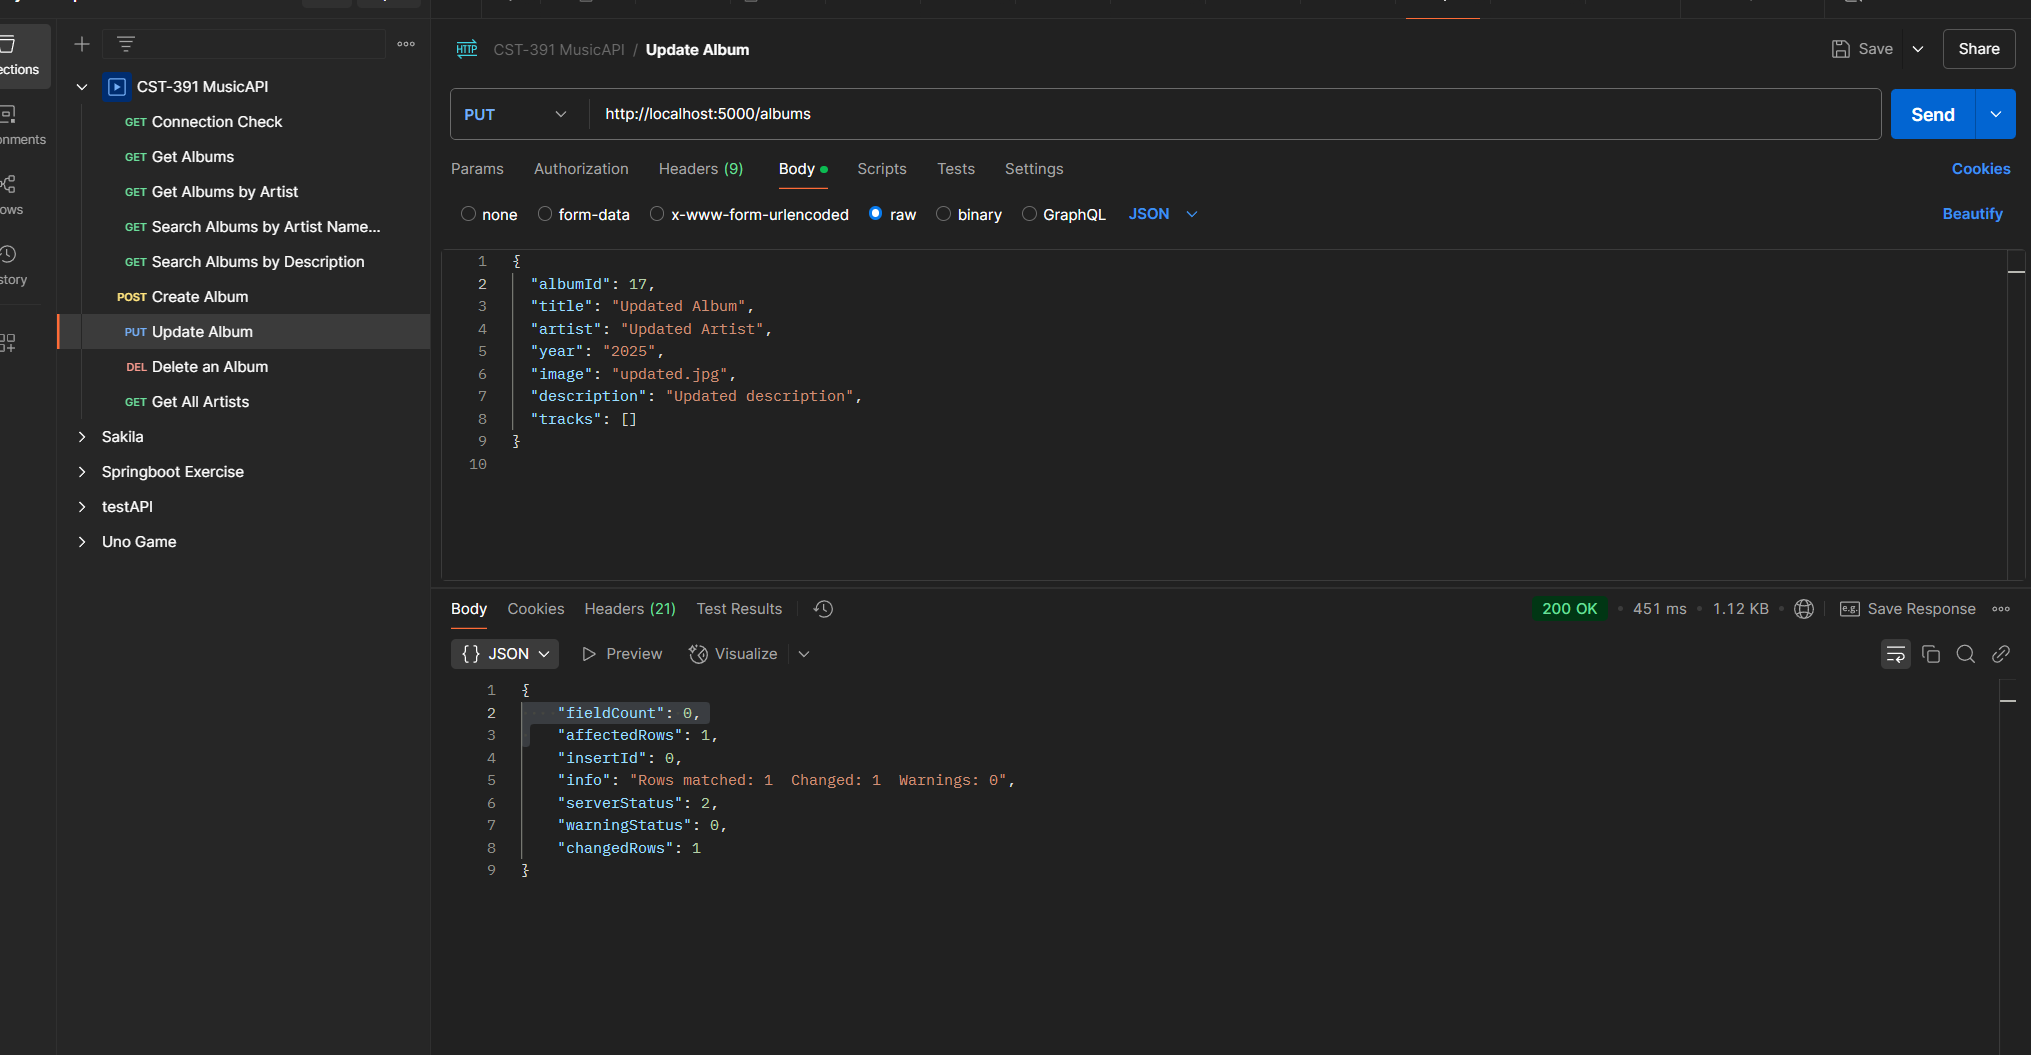 CST-391 MusicAPI
GET Connection Check
GET Get Albums
GET Get Albums by Artist
GET Search Albums by Artist Name...
GET Search Albums by Description
POST Create Album
PUT Update Album
DEL Delete an Album
GET Get All Artists
Sakila
Springboot Exercise
testAPI
Uno Game
HTTP CST-391 MusicAPI / Update Album
Save
Share
PUT http://localhost:5000/albums
Send
Params Authorization Headers (9) Body Scripts Tests Settings
Cookies
none form-data x-www-form-urlencoded raw binary GraphQL JSON
Beautify
1 {
2 "albumId": 17,
3 "title": "Updated Album",
4 "artist": "Updated Artist",
5 "year": "2025",
6 "image": "updated.jpg",
7 "description": "Updated description",
8 "tracks": []
9 }
10
Body Cookies Headers (21) Test Results
200 OK • 451 ms • 1.12 KB • e.g. Save Response
{} JSON Preview Visualize
1 {
2 "fieldCount": 0,
3 "affectedRows": 1,
4 "insertId": 0,
5 "info": "Rows matched: 1  Changed: 1  Warnings: 0",
6 "serverStatus": 2,
7 "warningStatus": 0,
8 "changedRows": 1
9 }